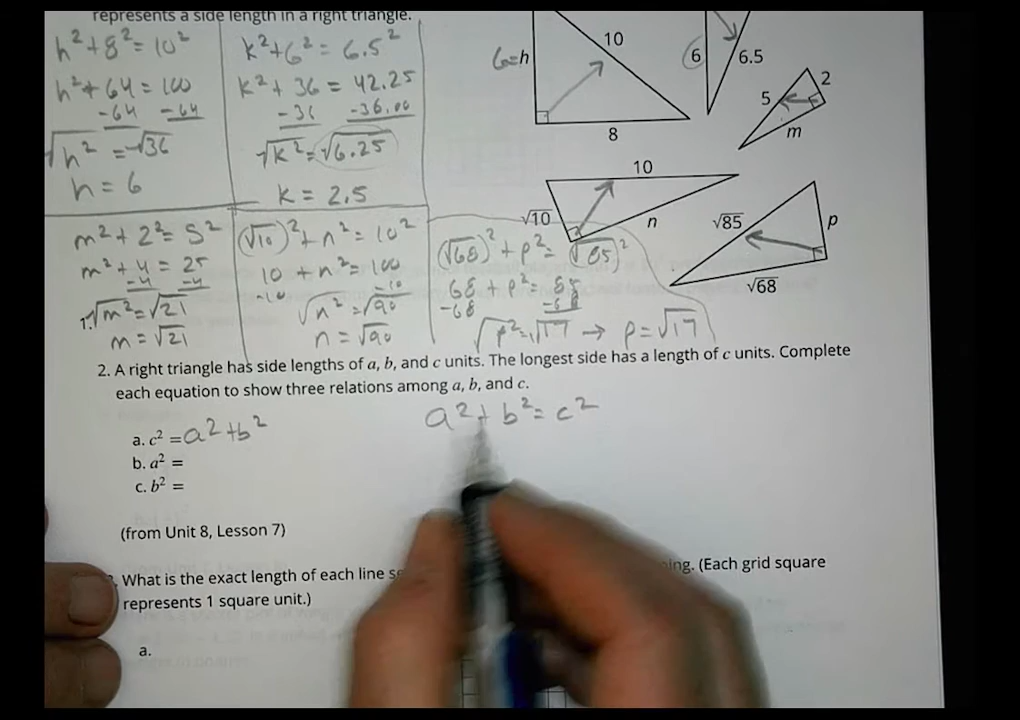 represents a side length in a right triangle.
h²+8²=10²
h²+64=100
-64 -64
√h² = √36
h = 6
k²+6²=6.5²
k²+36=42.25
-36 -36.00
√k²=√6.25
k = 2.5
6=h
10
8
6
6.5
5
2
m
10
√10
n
√85
p
√68
m²+2²=5²
m²+4=25
-4 -4
√m²=√21
m=√21
(√10)²+n²=10²
10+n²=100
-10 -10
√n²=√90
n=√90
(√68)²+p²=(√85)²
68+p²=85
-68 -68
√p²=√17 → p=√17
1.
2. A right triangle has side lengths of a, b, and c units. The longest side has a length of c units. Complete
each equation to show three relations among a, b, and c.
a²+b²=c²
a. c² = a²+b²
b. a² =
c. b² =
(from Unit 8, Lesson 7)
What is the exact length of each line ing. (Each grid square
represents 1 square unit.)
a.